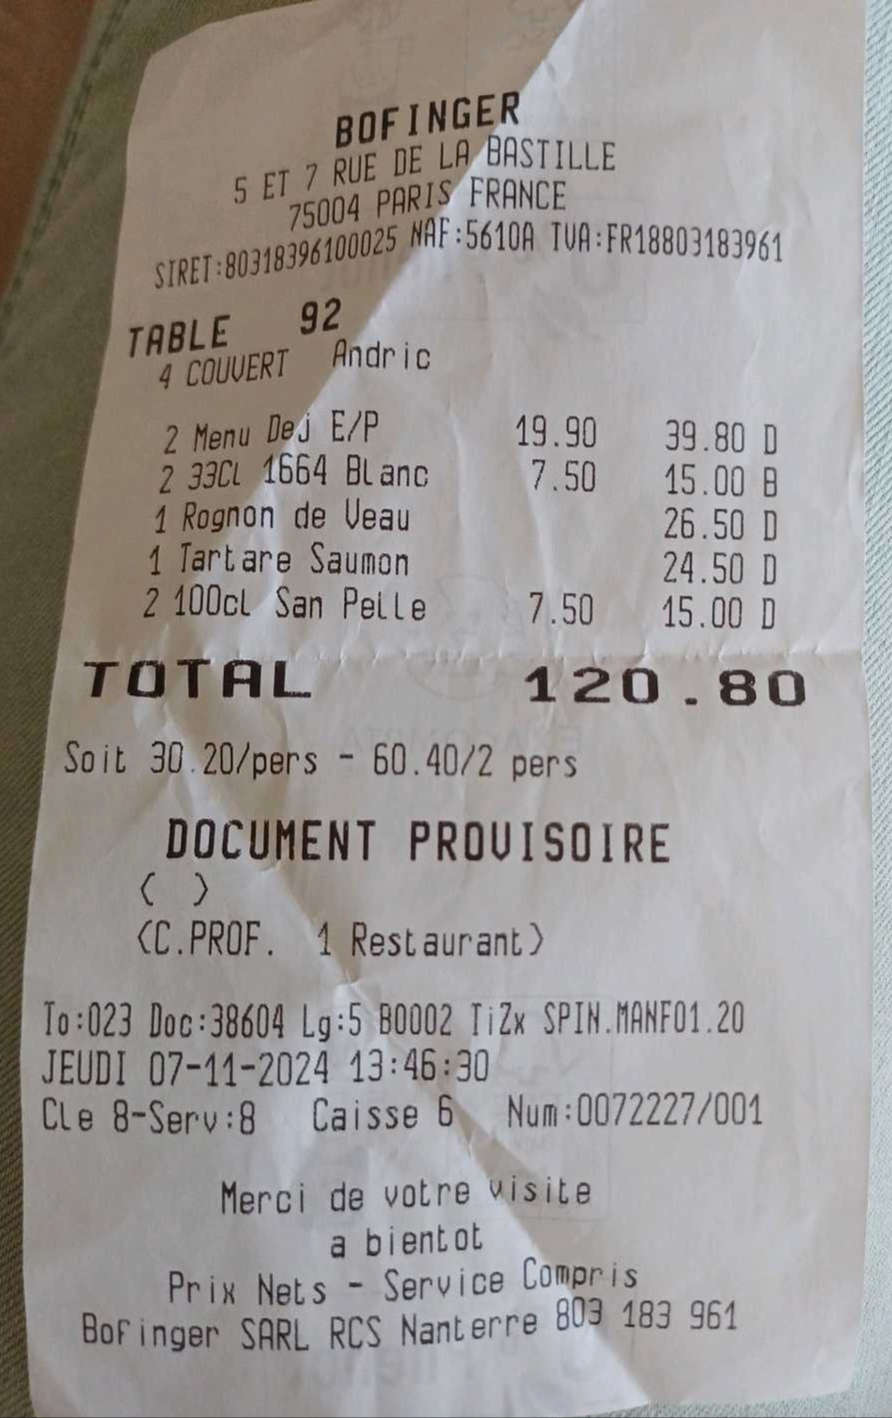 BOFINGER
5 ET 7 RUE DE LA BASTILLE
75004 PARIS FRANCE
SIRET:80318396100025 NAF:5610A TVA:FR18803183961
TABLE 92
4 COUVERT Andric
2 Menu Dej E/P 19.90 39.80 D
2 33CL 1664 BLanc 7.50 15.00 B
1 Rognon de Veau 26.50 D
1 Tartare Saumon 24.50 D
2 100cL San PeLLe 7.50 15.00 D
TOTAL 120.80
Soit 30.20/pers - 60.40/2 pers
DOCUMENT PROVISOIRE
( )
(C.PROF. 1 Restaurant)
To:023 Doc:38604 Lg:5 B0002 TiZx SPIN.MANF01.20
JEUDI 07-11-2024 13:46:30
CLe 8-Serv:8 Caisse 6 Num:0072227/001
Merci de votre visite
a bientot
Prix Nets - Service Compris
Bofinger SARL RCS Nanterre 803 183 961